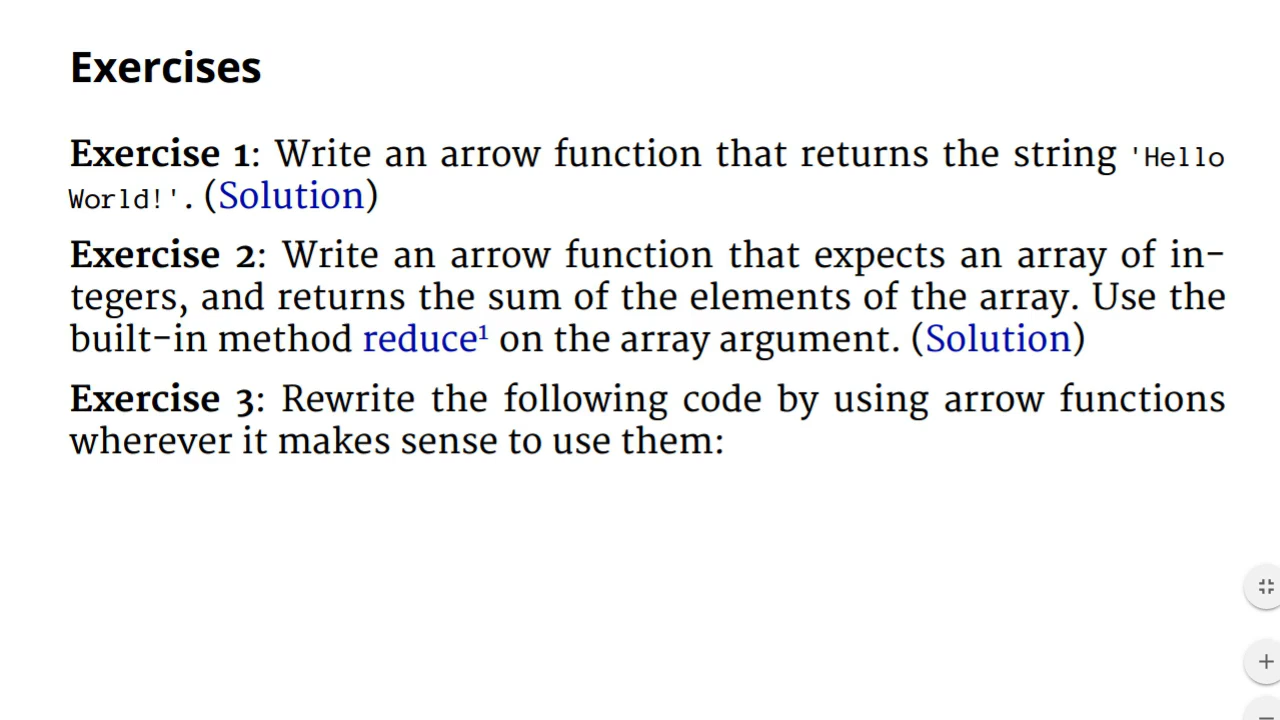 Exercises
Exercise 1: Write an arrow function that returns the string 'Hello
World!'. (Solution)
Exercise 2: Write an arrow function that expects an array of in-
tegers, and returns the sum of the elements of the array. Use the
built-in method reduce¹ on the array argument. (Solution)
Exercise 3: Rewrite the following code by using arrow functions
wherever it makes sense to use them: